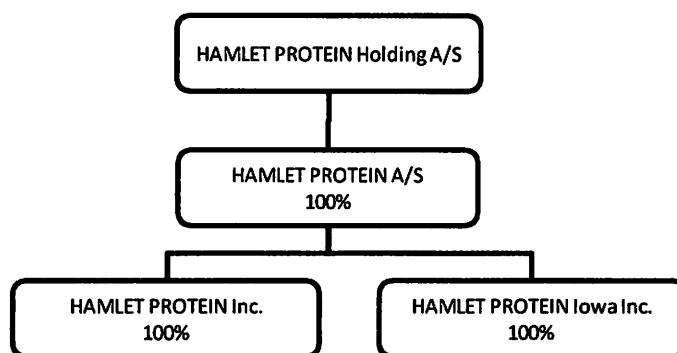 HAMLET PROTEIN Holding A/S
HAMLET PROTEIN A/S
100%
HAMLET PROTEIN Inc.
100%
HAMLET PROTEIN Iowa Inc.
100%